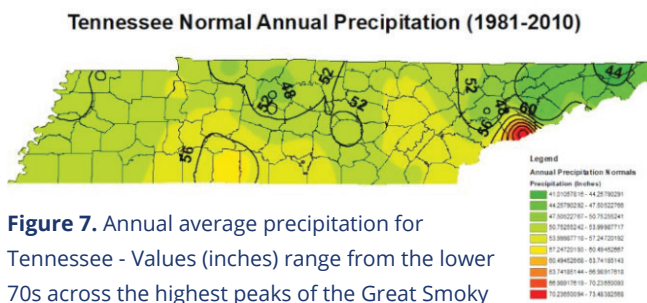 Tennessee Normal Annual Precipitation (1981-2010)
44
52
48
52
52
52
48
60
56
56
Legend
Annual Precipitation Normals
Precipitation (Inches)
Figure 7. Annual average precipitation for
Tennessee - Values (inches) range from the lower
70s across the highest peaks of the Great Smoky